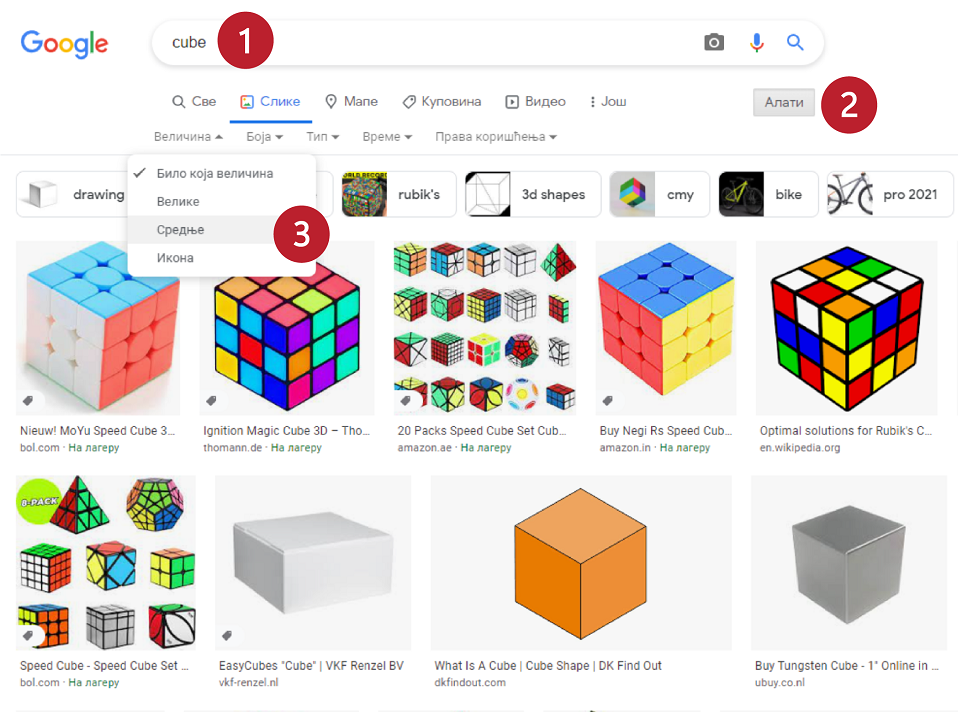 Google
cube
1
Све Слике Мапе Куповина Видео Још
Алати
2
Величина Боја Тип Време Права коришћења
Било која величина
Велике
Средње
Икона
3
drawing
WORLD RECORD
rubik's
3d shapes
cmy
bike
pro 2021
Nieuw! MoYu Speed Cube 3...
bol.com · На лагеру
Ignition Magic Cube 3D – Tho...
thomann.de · На лагеру
20 Packs Speed Cube Set Cub...
amazon.ae · На лагеру
Buy Negi Rs Speed Cub...
amazon.in · На лагеру
Optimal solutions for Rubik's C...
en.wikipedia.org
8-PACK
Speed Cube - Speed Cube Set ...
bol.com · На лагеру
EasyCubes "Cube" | VKF Renzel BV
vkf-renzel.nl
What Is A Cube | Cube Shape | DK Find Out
dkfindout.com
Buy Tungsten Cube - 1" Online in ...
ubuy.co.nl